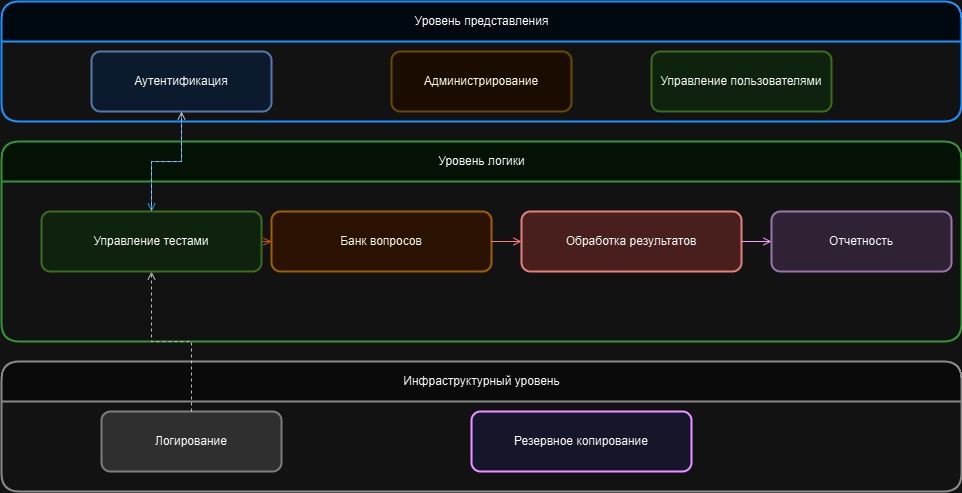 Уровень представления
Аутентификация
Администрирование
Управление пользователями
Уровень логики
Управление тестами
Банк вопросов
Обработка результатов
Отчетность
Инфраструктурный уровень
Логирование
Резервное копирование